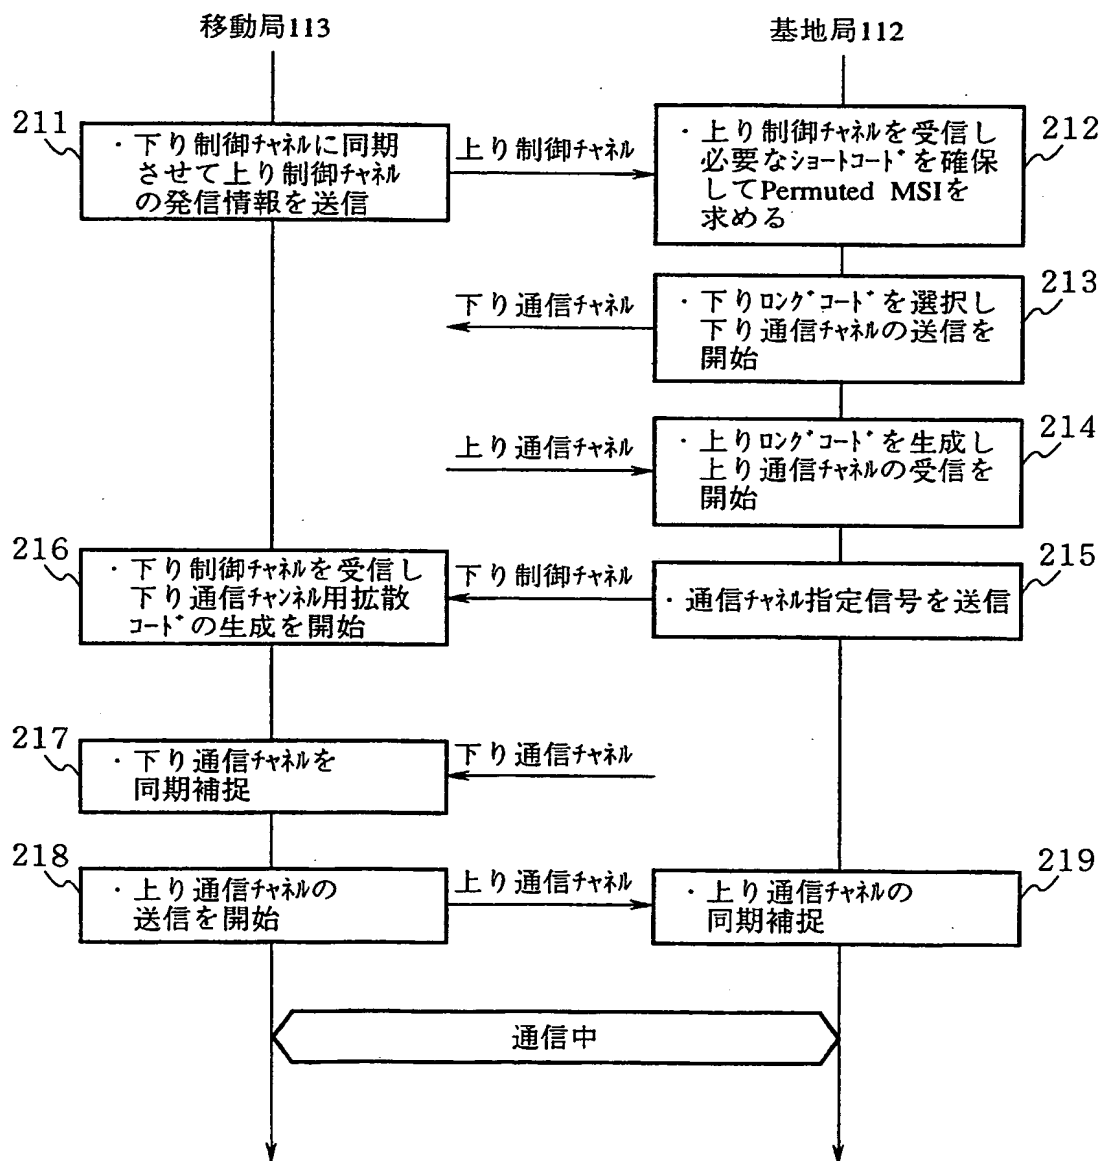 移動局113
基地局112
211
・下り制御ﾁｬﾈﾙに同期
させて上り制御ﾁｬﾈﾙ
の発信情報を送信
上り制御ﾁｬﾈﾙ
212
・上り制御ﾁｬﾈﾙを受信し
必要なｼｮｰﾄｺｰﾄﾞを確保
してPermuted MSIを
求める
213
下り通信ﾁｬﾈﾙ
・下りﾛﾝｸﾞｺｰﾄﾞを選択し
下り通信ﾁｬﾈﾙの送信を
開始
214
上り通信ﾁｬﾈﾙ
・上りﾛﾝｸﾞｺｰﾄﾞを生成し
上り通信ﾁｬﾈﾙの受信を
開始
216
・下り制御ﾁｬﾈﾙを受信し
下り通信ﾁｬﾝﾈﾙ用拡散
ｺｰﾄﾞの生成を開始
下り制御ﾁｬﾈﾙ
215
・通信ﾁｬﾈﾙ指定信号を送信
217
・下り通信ﾁｬﾈﾙを
同期補捉
下り通信ﾁｬﾈﾙ
218
・上り通信ﾁｬﾈﾙの
送信を開始
上り通信ﾁｬﾈﾙ
219
・上り通信ﾁｬﾈﾙの
同期補捉
通信中